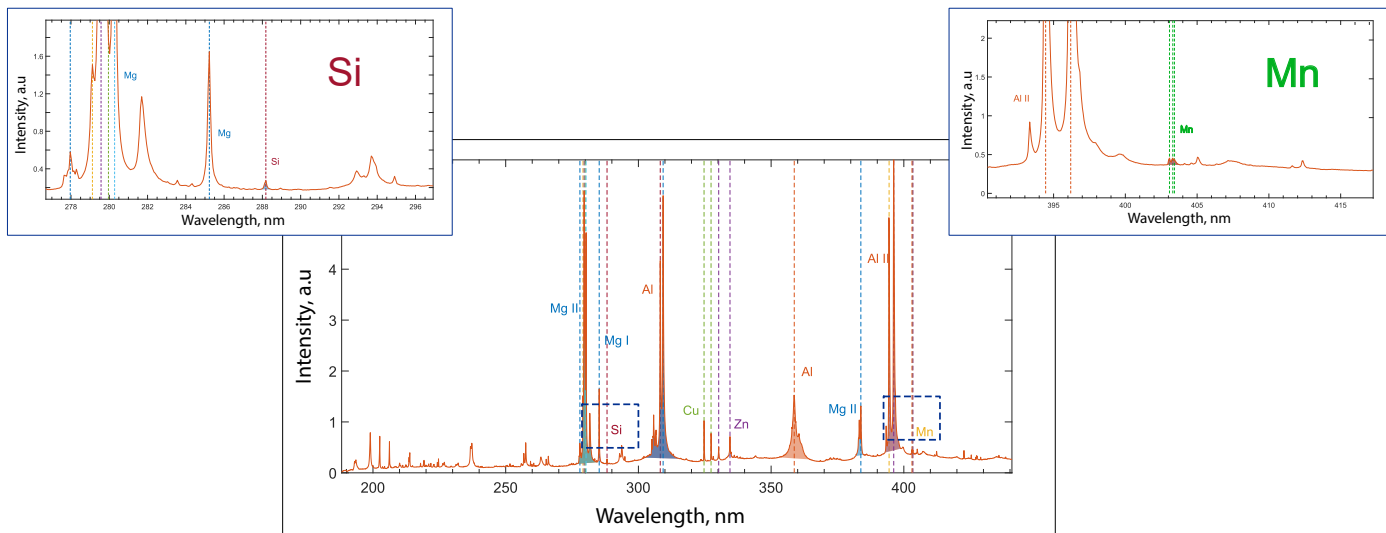 Intensity, a.u
1.6
1.2
0.8
0.4
Mg
Mg
Si
Si
278 280 282 284 286 288 290 292 294 296
Wavelength, nm
Intensity, a.u
2
1.5
1
0.5
0
Al II
Mn
Mn
395 400 405 410 415
Wavelength, nm
Intensity, a.u
4
3
2
1
0
Mg II
Mg I
Si
Al
Cu
Zn
Al
Mg II
Al II
Mn
200 250 300 350 400
Wavelength, nm